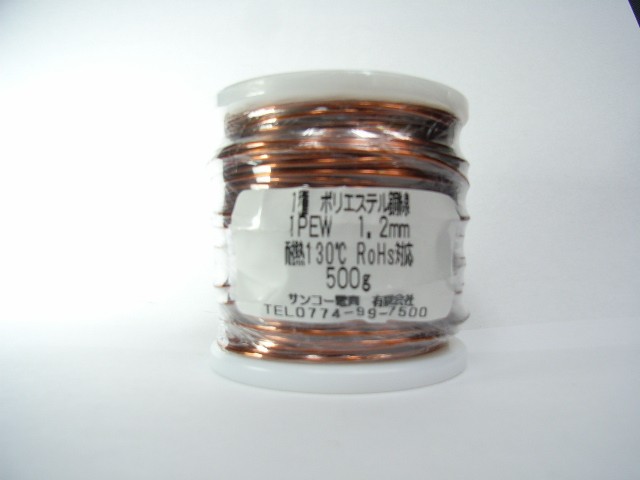 1種 ポリエステル銅線
1PEW 1.2mm
耐熱130℃ RoHs対応
500g
サンコー電商 有限会社
TEL0774-99-7500